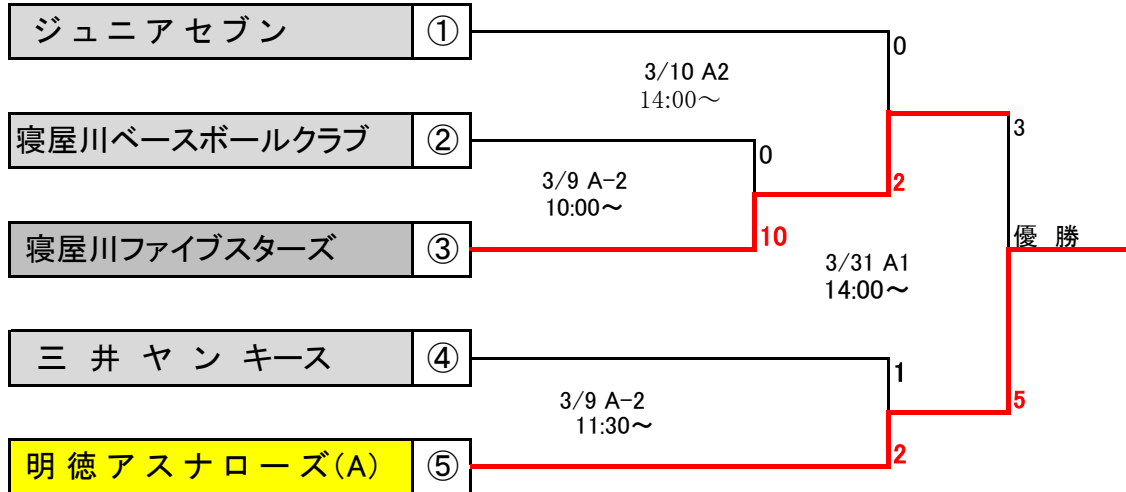 ジュニアセブン ①
0
3/10 A2
14:00～
3
寝屋川ベースボールクラブ ②
0
3/9 A-2
10:00～
2
寝屋川ファイブスターズ ③
10
優 勝
3/31 A1
14:00～
三 井 ヤ ン キース ④
1
3/9 A-2
11:30～
5
明 徳 ア ス ナ ロ ー ズ(A) ⑤
2